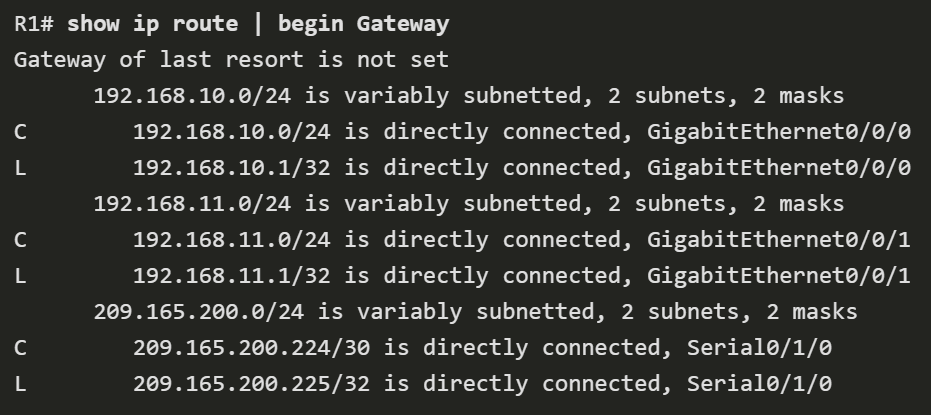 R1# show ip route | begin Gateway
Gateway of last resort is not set
      192.168.10.0/24 is variably subnetted, 2 subnets, 2 masks
C        192.168.10.0/24 is directly connected, GigabitEthernet0/0/0
L        192.168.10.1/32 is directly connected, GigabitEthernet0/0/0
      192.168.11.0/24 is variably subnetted, 2 subnets, 2 masks
C        192.168.11.0/24 is directly connected, GigabitEthernet0/0/1
L        192.168.11.1/32 is directly connected, GigabitEthernet0/0/1
      209.165.200.0/24 is variably subnetted, 2 subnets, 2 masks
C        209.165.200.224/30 is directly connected, Serial0/1/0
L        209.165.200.225/32 is directly connected, Serial0/1/0